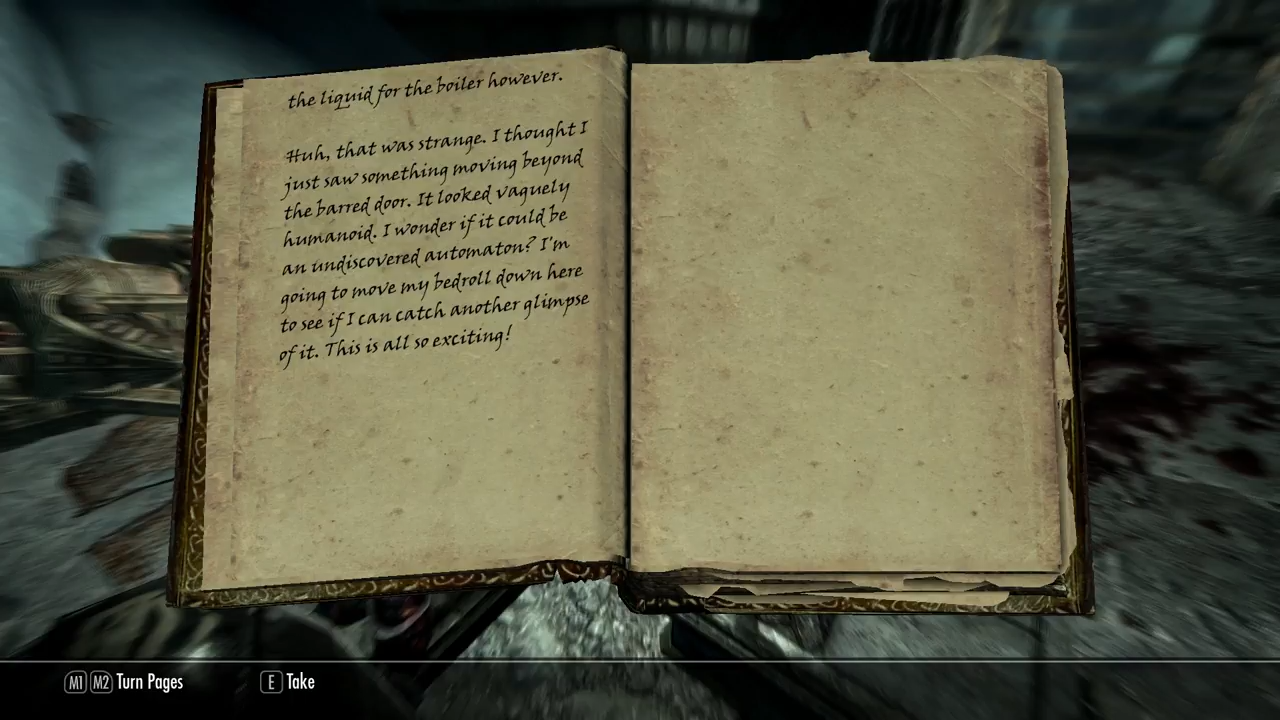 the liquid for the boiler however.
Huh, that was strange. I thought I
just saw something moving beyond
the barred door. It looked vaguely
humanoid. I wonder if it could be
an undiscovered automaton? I'm
going to move my bedroll down here
to see if I can catch another glimpse
of it. This is all so exciting!
M1 M2 Turn Pages E Take